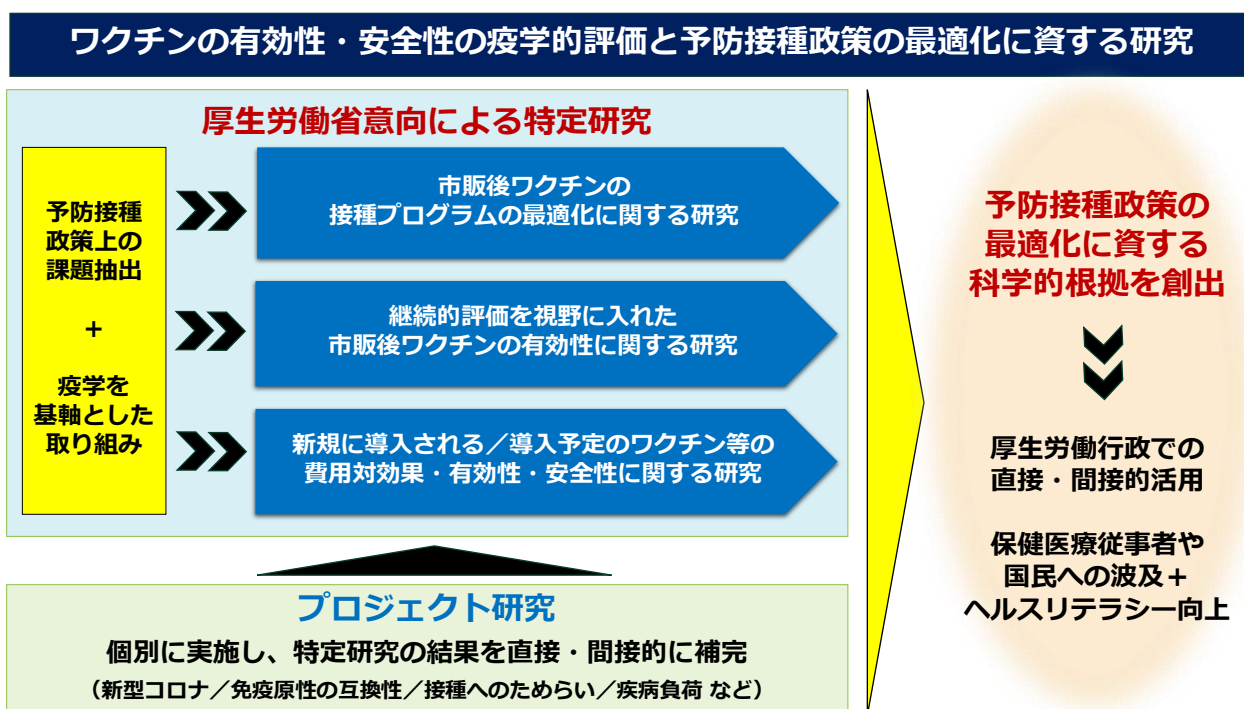 ワクチンの有効性・安全性の疫学的評価と予防接種政策の最適化に資する研究
厚生労働省意向による特定研究
予防接種
政策上の
課題抽出
+
疫学を
基軸とした
取り組み
市販後ワクチンの
接種プログラムの最適化に関する研究
継続的評価を視野に入れた
市販後ワクチンの有効性に関する研究
新規に導入される／導入予定のワクチン等の
費用対効果・有効性・安全性に関する研究
プロジェクト研究
個別に実施し、特定研究の結果を直接・間接的に補完
（新型コロナ／免疫原性の互換性／接種へのためらい／疾病負荷 など）
予防接種政策の
最適化に資する
科学的根拠を創出
厚生労働行政での
直接・間接的活用
保健医療従事者や
国民への波及＋
ヘルスリテラシー向上